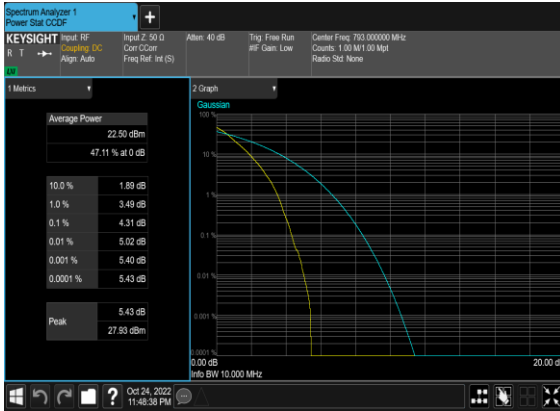 Spectrum Analyzer 1
Power Stat CCDF
KEYSIGHT
R T
Input: RF
Coupling: DC
Align: Auto
Input Z: 50 Ω
Corr CCorr
Freq Ref: Int (S)
Atten: 40 dB
Trig: Free Run
#IF Gain: Low
Center Freq: 793.000000 MHz
Counts: 1.00 M/1.00 Mpt
Radio Std: None
1 Metrics
Average Power
22.50 dBm
47.11 % at 0 dB
10.0 % 1.89 dB
1.0 % 3.49 dB
0.1 % 4.31 dB
0.01 % 5.02 dB
0.001 % 5.40 dB
0.0001 % 5.43 dB
Peak
5.43 dB
27.93 dBm
2 Graph
Gaussian
100 %
10 %
1 %
0.1 %
0.01 %
0.001 %
0.0001 %
0.00 dB
20.00 d
Info BW 10.000 MHz
?
Oct 24, 2022
11:48:38 PM